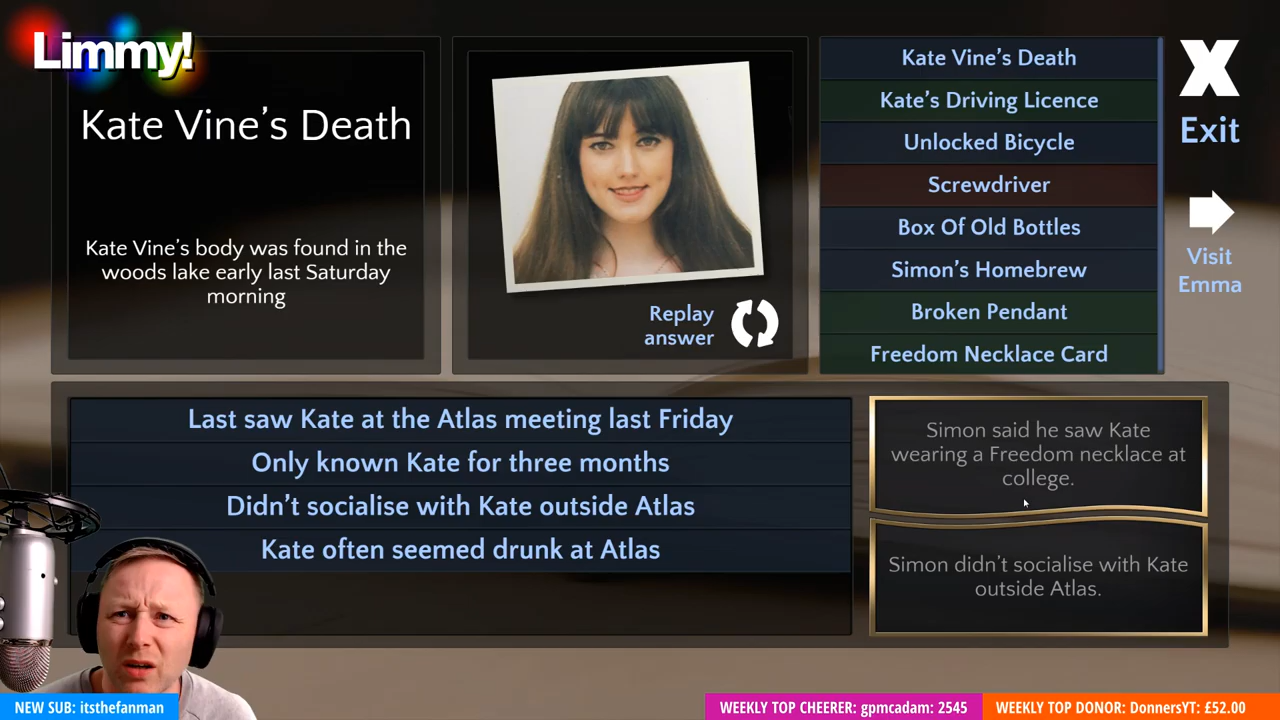 Limmy!
Kate Vine's Death
Kate Vine's body was found in the
woods lake early last Saturday
morning
Replay
answer
Kate Vine's Death
Kate's Driving Licence
Unlocked Bicycle
Screwdriver
Box Of Old Bottles
Simon's Homebrew
Broken Pendant
Freedom Necklace Card
X
Exit
Visit
Emma
Last saw Kate at the Atlas meeting last Friday
Only known Kate for three months
Didn't socialise with Kate outside Atlas
Kate often seemed drunk at Atlas
Simon said he saw Kate
wearing a Freedom necklace at
college.
Simon didn't socialise with Kate
outside Atlas.
NEW SUB: itsthefanman
WEEKLY TOP CHEERER: gpmcadam: 2545
WEEKLY TOP DONOR: DonnersYT: £52.00